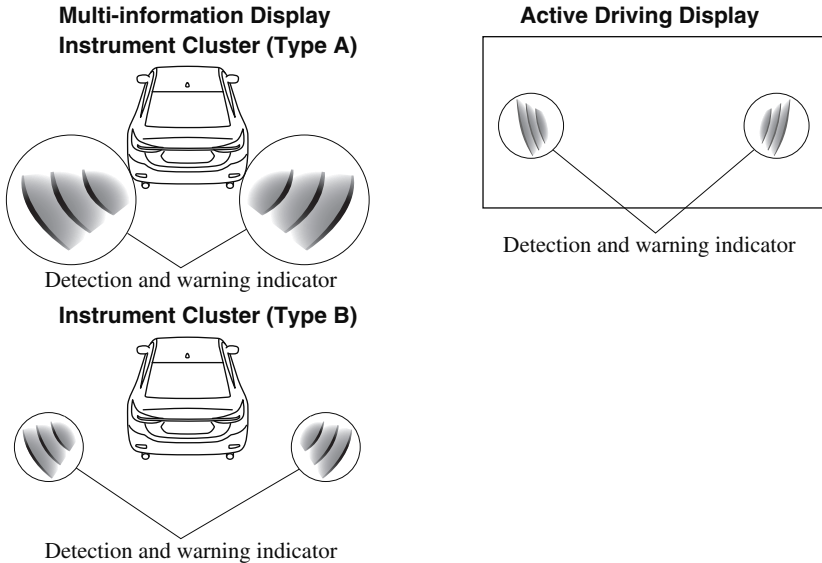 Multi-information Display
Instrument Cluster (Type A)
Detection and warning indicator
Instrument Cluster (Type B)
Detection and warning indicator
Active Driving Display
Detection and warning indicator